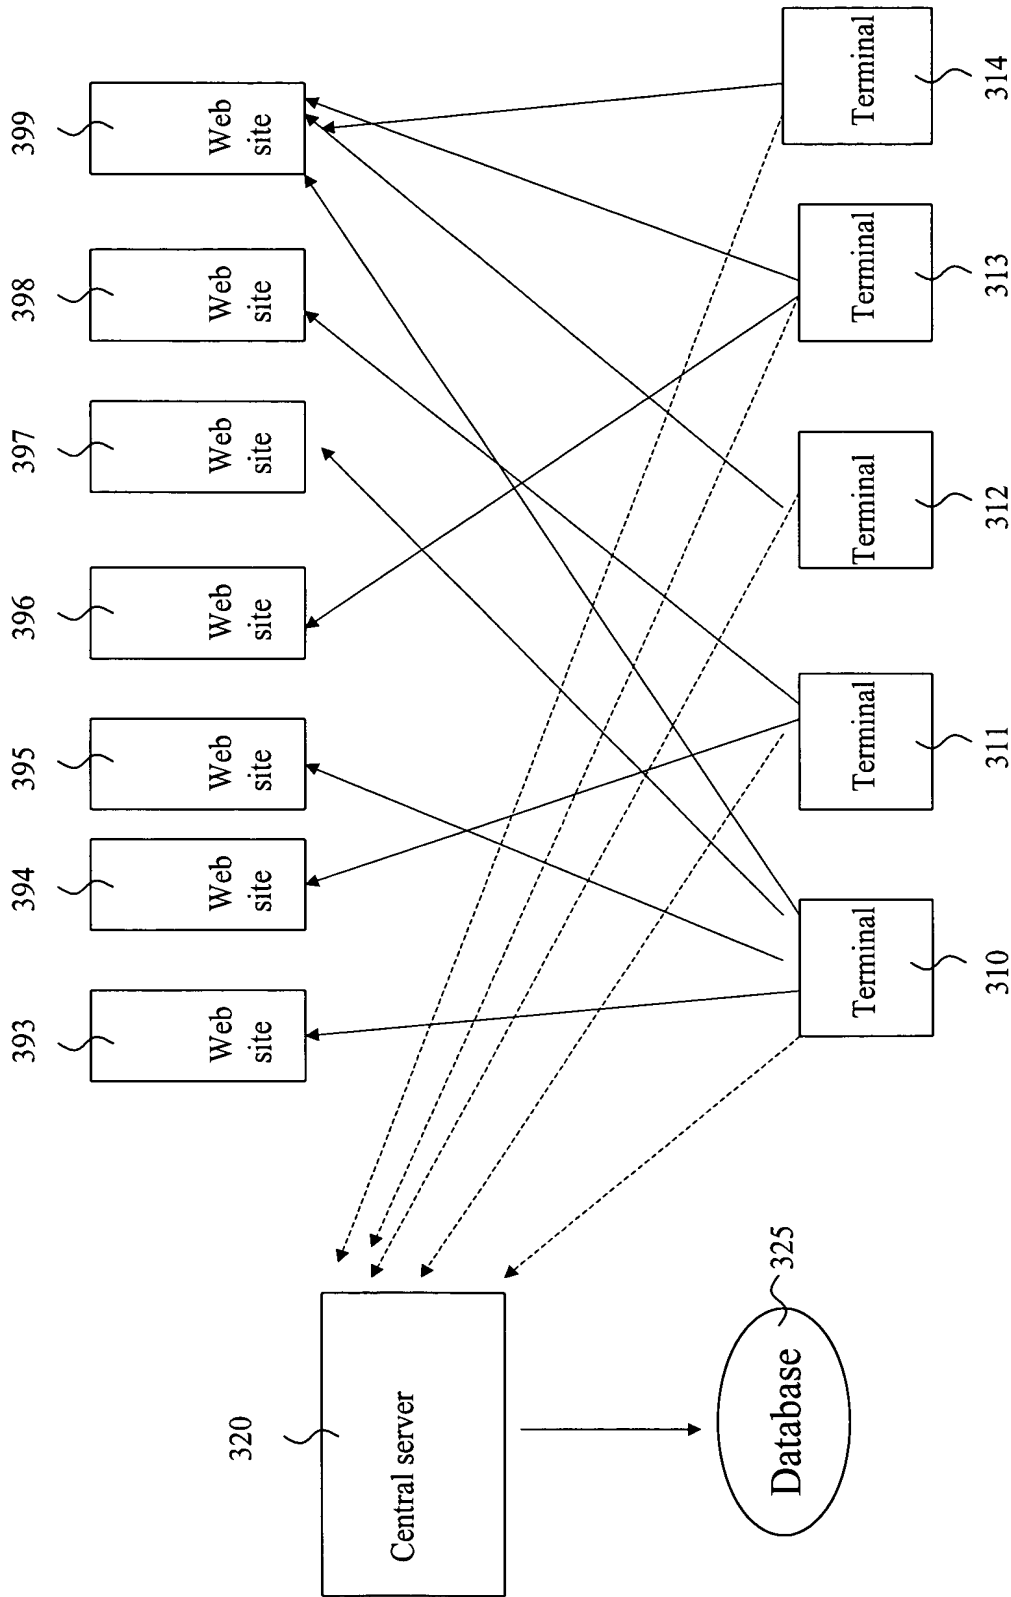 399
Web
site
398
Web
site
397
Web
site
396
Web
site
395
Web
site
394
Web
site
393
Web
site
Terminal
314
Terminal
313
Terminal
312
Terminal
311
Terminal
310
320
Central server
325
Database